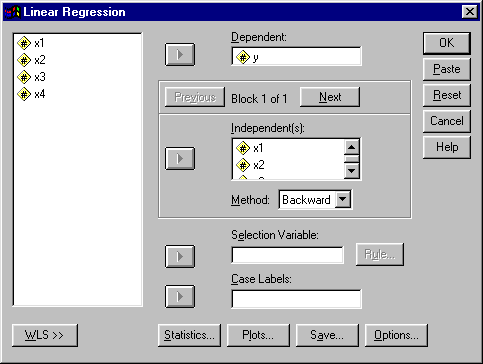 Linear Regression
x1
x2
x3
x4
Dependent:
y
Previous
Block 1 of 1
Next
Independent(s):
x1
x2
Method:
Backward
Selection Variable:
Rule...
Case Labels:
OK
Paste
Reset
Cancel
Help
WLS >>
Statistics...
Plots...
Save...
Options...